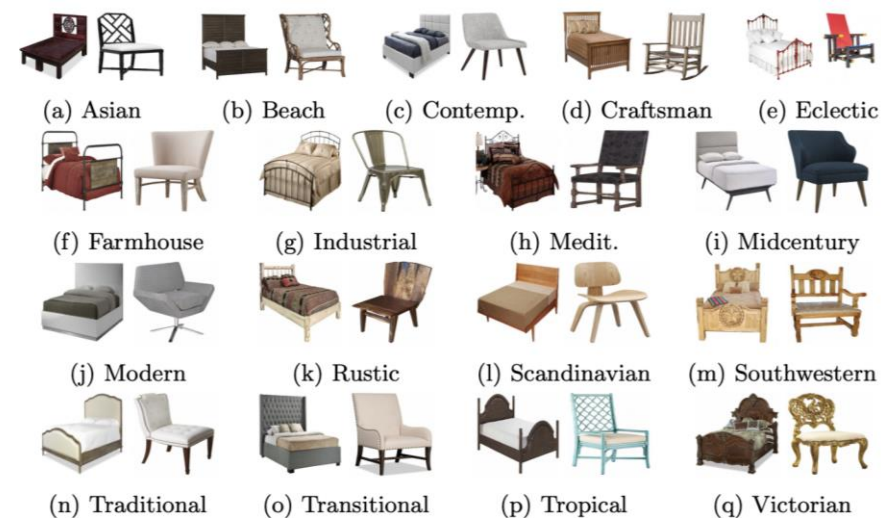 (a) Asian (b) Beach (c) Contemp. (d) Craftsman (e) Eclectic
(f) Farmhouse (g) Industrial (h) Medit. (i) Midcentury
(j) Modern (k) Rustic (l) Scandinavian (m) Southwestern
(n) Traditional (o) Transitional (p) Tropical (q) Victorian